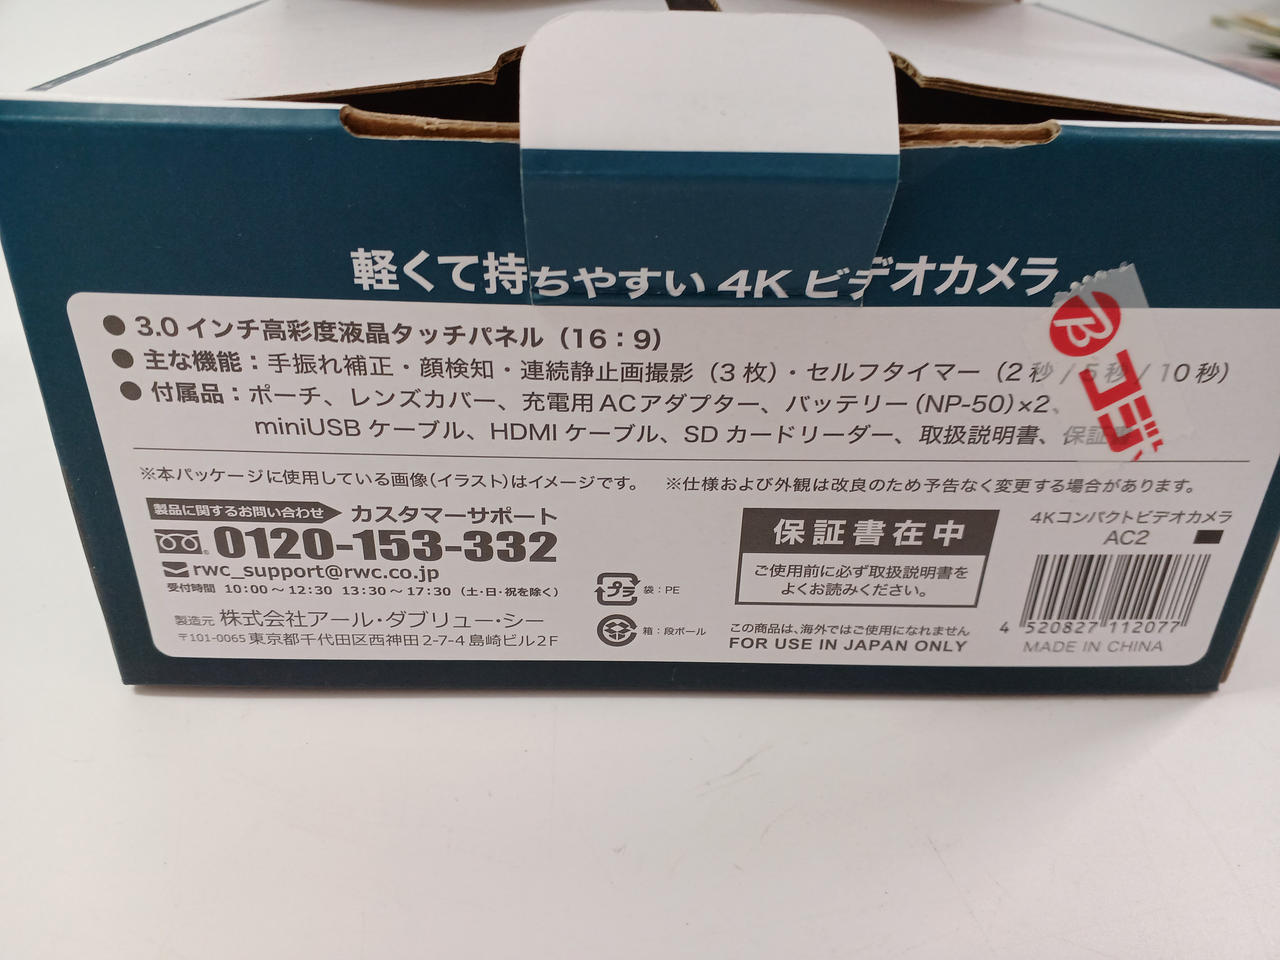 軽くて持ちやすい 4K ビデオカメラ
● 3.0 インチ高彩度液晶タッチパネル（16：9）
● 主な機能：手振れ補正・顔検知・連続静止画撮影（3 枚）・セルフタイマー（2 秒 / 5 秒 / 10 秒）
● 付属品：ポーチ、レンズカバー、充電用ACアダプター、バッテリー（NP-50）×2、
miniUSB ケーブル、HDMI ケーブル、SD カードリーダー、取扱説明書、保証書
※本パッケージに使用している画像（イラスト）はイメージです。 ※仕様および外観は改良のため予告なく変更する場合があります。
製品に関するお問い合わせ カスタマーサポート
0120-153-332
rwc_support@rwc.co.jp
受付時間 10:00～12:30 13:30～17:30（土・日・祝を除く）
製造元 株式会社アール・ダブリュー・シー
〒101-0065 東京都千代田区西神田 2-7-4 島崎ビル 2F
プラ 袋：PE
箱：段ボール
保証書在中
ご使用前に必ず取扱説明書を
よくお読みください。
この商品は、海外ではご使用になれません
FOR USE IN JAPAN ONLY
4Kコンパクトビデオカメラ
AC2
4 520827 112077
MADE IN CHINA